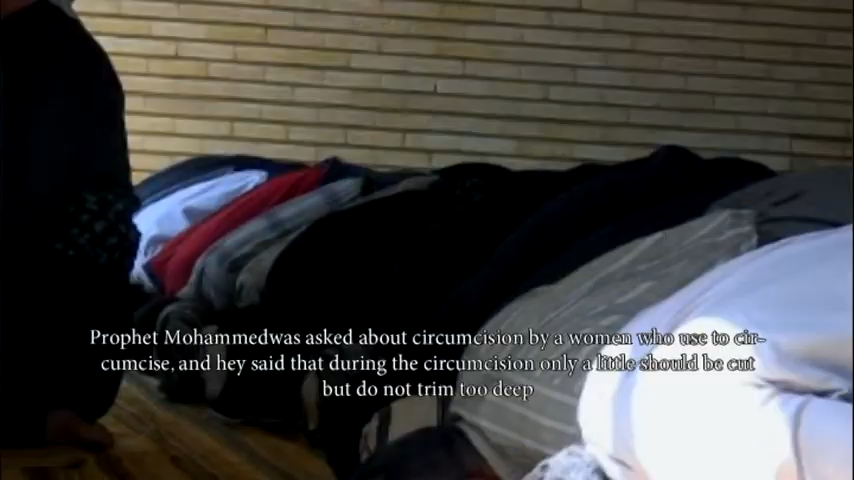 Prophet Mohammedwas asked about circumcision by a women who use to cir-
cumcise, and hey said that during the circumcision only a little should be cut
but do not trim too deep